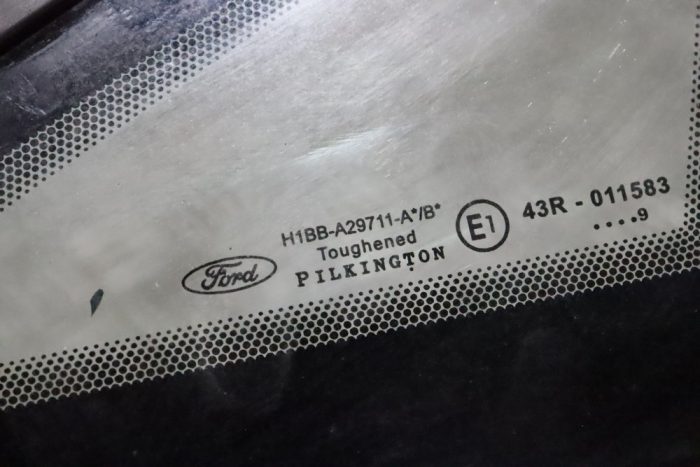 H1BB-A29711-A*/B*
Toughened
Ford
PILKINGTON
E1
43R - 011583
....9